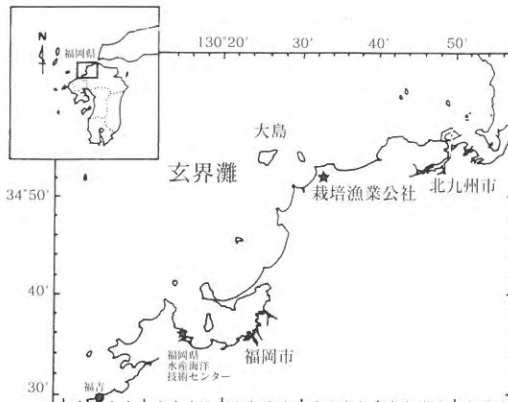 福岡県
N
130°20′
30′
40′
50′
大島
玄界灘
34°50′
栽培漁業公社
北九州市
40′
福岡市
福岡県
水産海洋
技術センター
福吉
30′